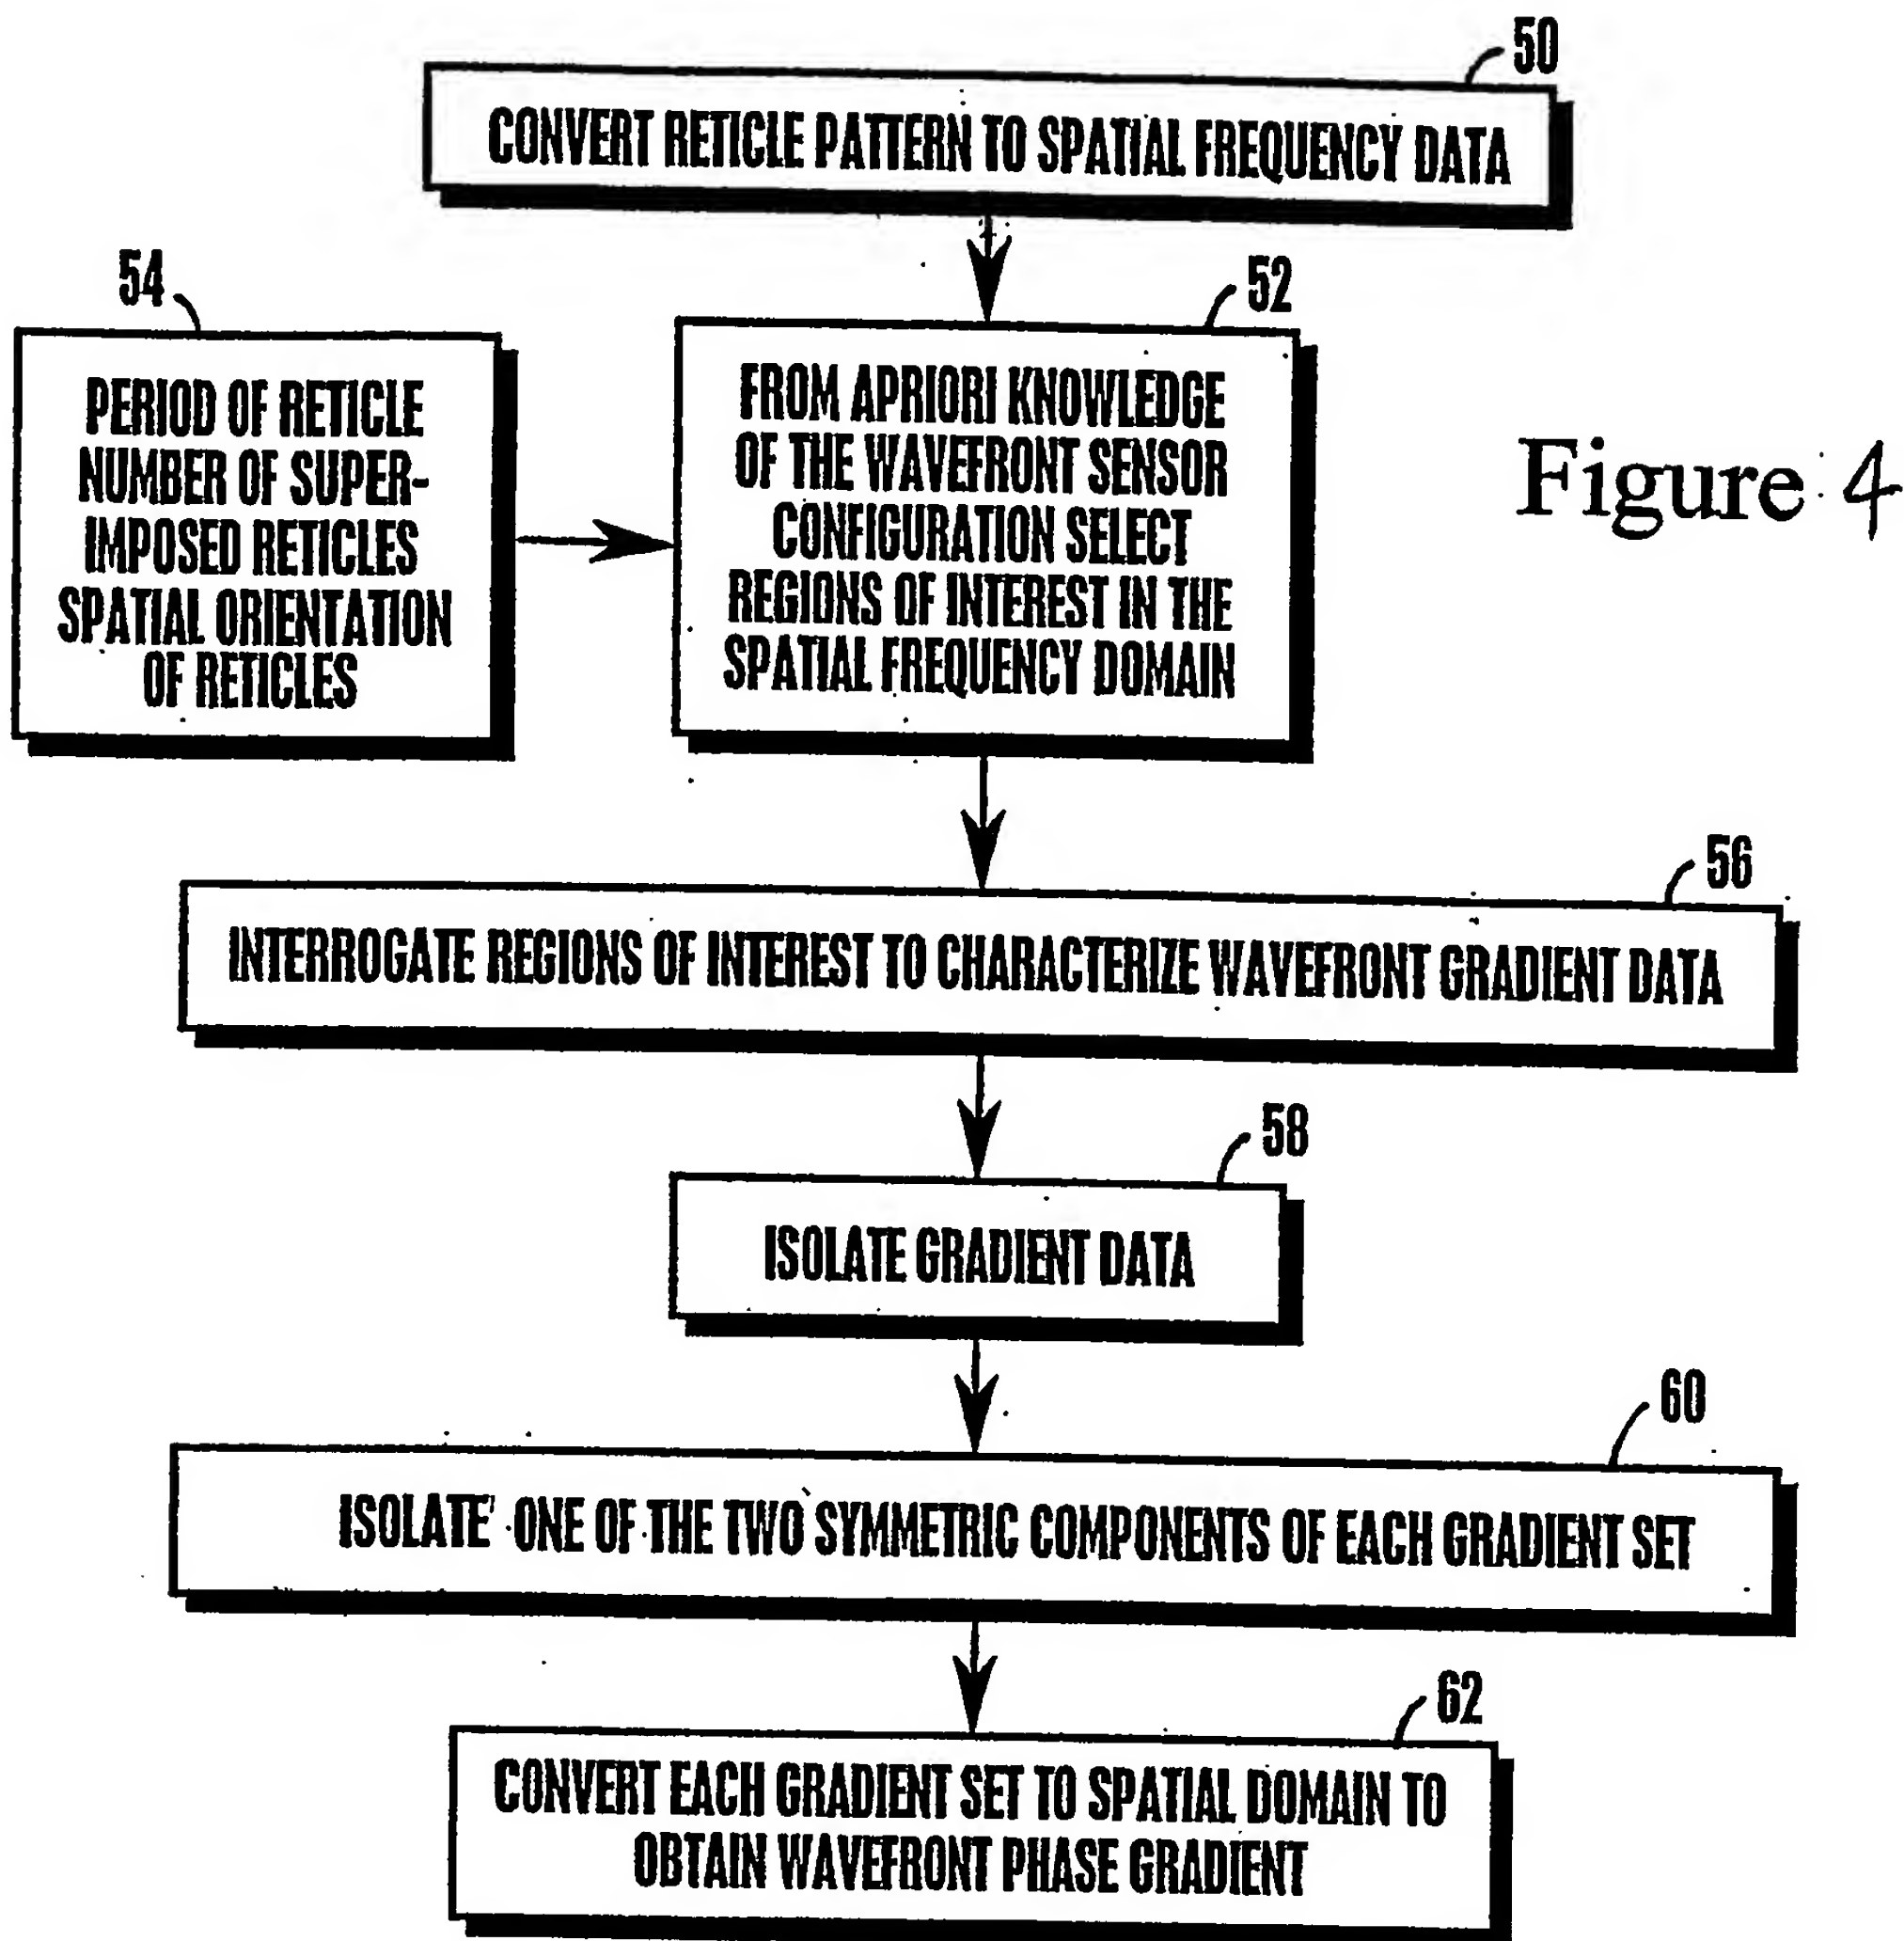 50
CONVERT RETICLE PATTERN TO SPATIAL FREQUENCY DATA
54
PERIOD OF RETICLE
NUMBER OF SUPER-
IMPOSED RETICLES
SPATIAL ORIENTATION
OF RETICLES
52
FROM APRIORI KNOWLEDGE
OF THE WAVEFRONT SENSOR
CONFIGURATION SELECT
REGIONS OF INTEREST IN THE
SPATIAL FREQUENCY DOMAIN
Figure 4
56
INTERROGATE REGIONS OF INTEREST TO CHARACTERIZE WAVEFRONT GRADIENT DATA
58
ISOLATE GRADIENT DATA
60
ISOLATE ONE OF THE TWO SYMMETRIC COMPONENTS OF EACH GRADIENT SET
62
CONVERT EACH GRADIENT SET TO SPATIAL DOMAIN TO
OBTAIN WAVEFRONT PHASE GRADIENT